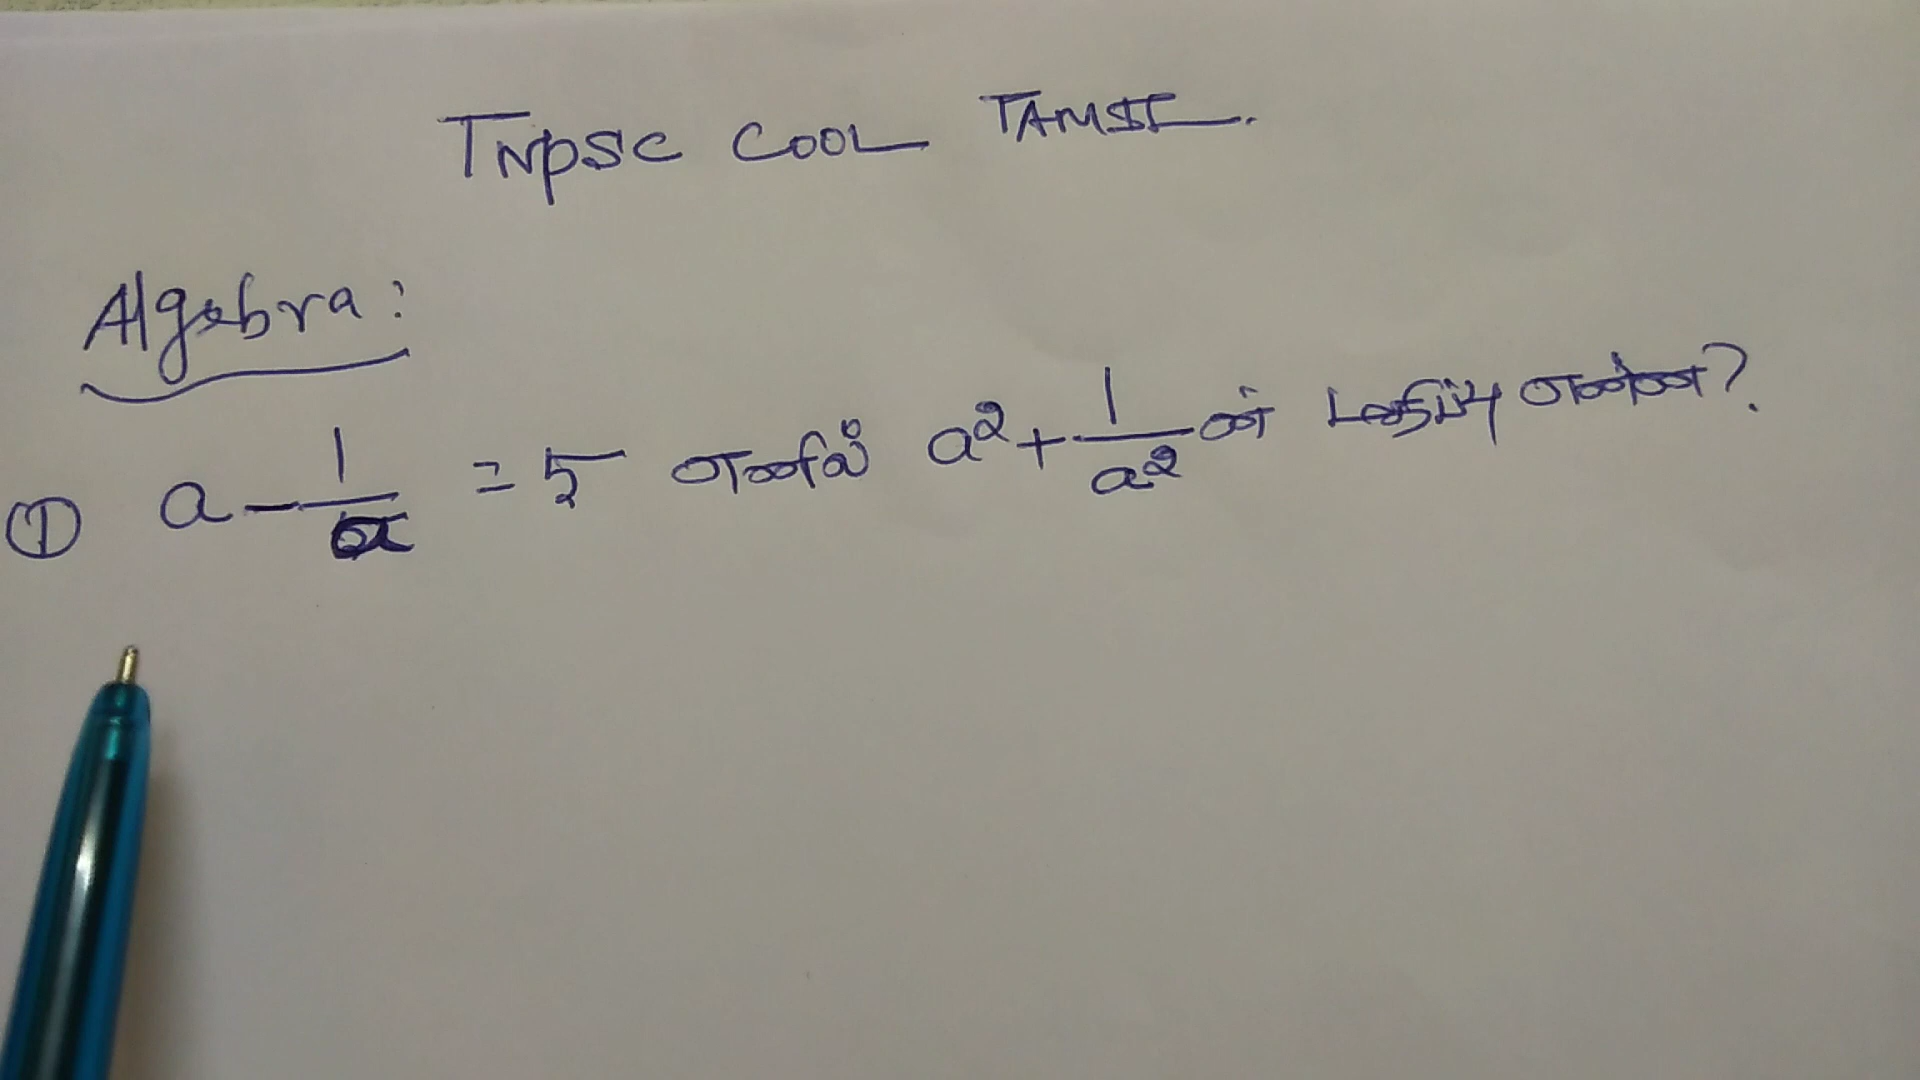 TNPSC COOL TAMIL.
Algebra:
① a - 1/a = 5 எனில் a² + 1/a² ன் மதிப்பு என்ன?